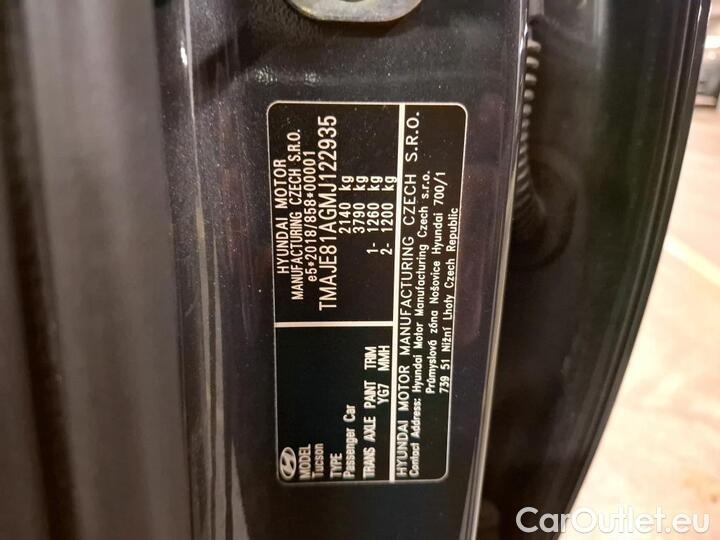 HYUNDAI MOTOR
MANUFACTURING CZECH S.R.O.
e5*2018/858*00001
TMAJE81AGMJ122935
2140 kg
3790 kg
1- 1260 kg
2- 1200 kg
MODEL
Tucson
TYPE
Passenger Car
TRANS AXLE PAINT TRIM
YG7 MMH
HYUNDAI MOTOR MANUFACTURING CZECH S.R.O.
Contact Address: Hyundai Motor Manufacturing Czech s.r.o.
Průmyslová zóna Nošovice Hyundai 700/1
739 51 Nižní Lhoty Czech Republic
CarOutlet.eu